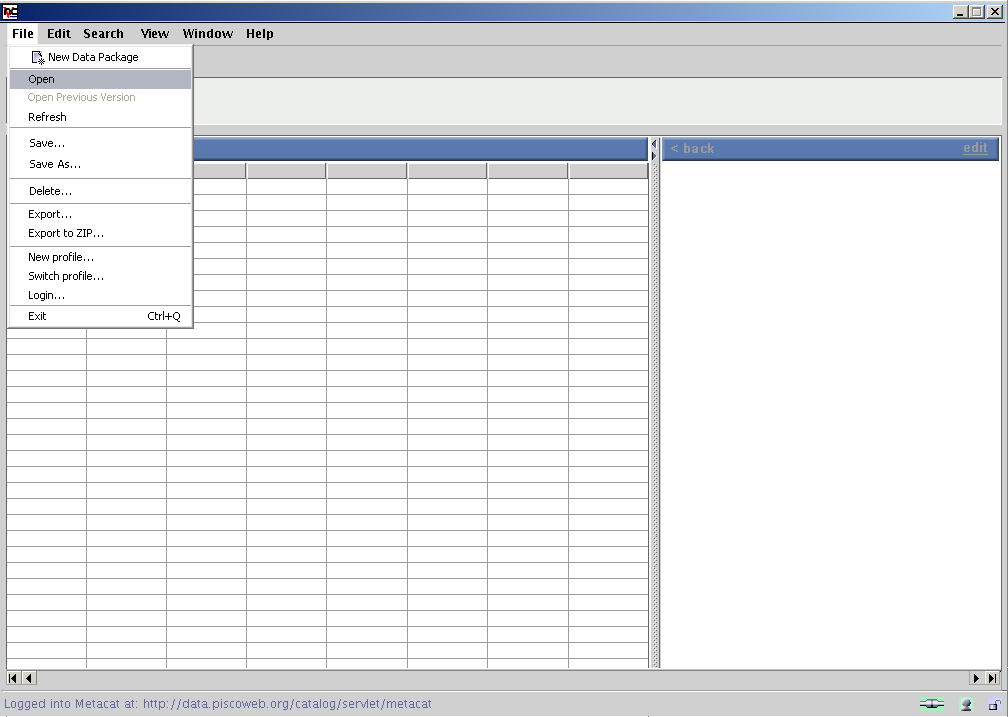 File Edit Search View Window Help
New Data Package
Open
Open Previous Version
Refresh
Save...
Save As...
Delete...
Export...
Export to ZIP...
New profile...
Switch profile...
Login...
Exit Ctrl+Q
< back edit
Logged into Metacat at: http://data.piscoweb.org/catalog/servlet/metacat